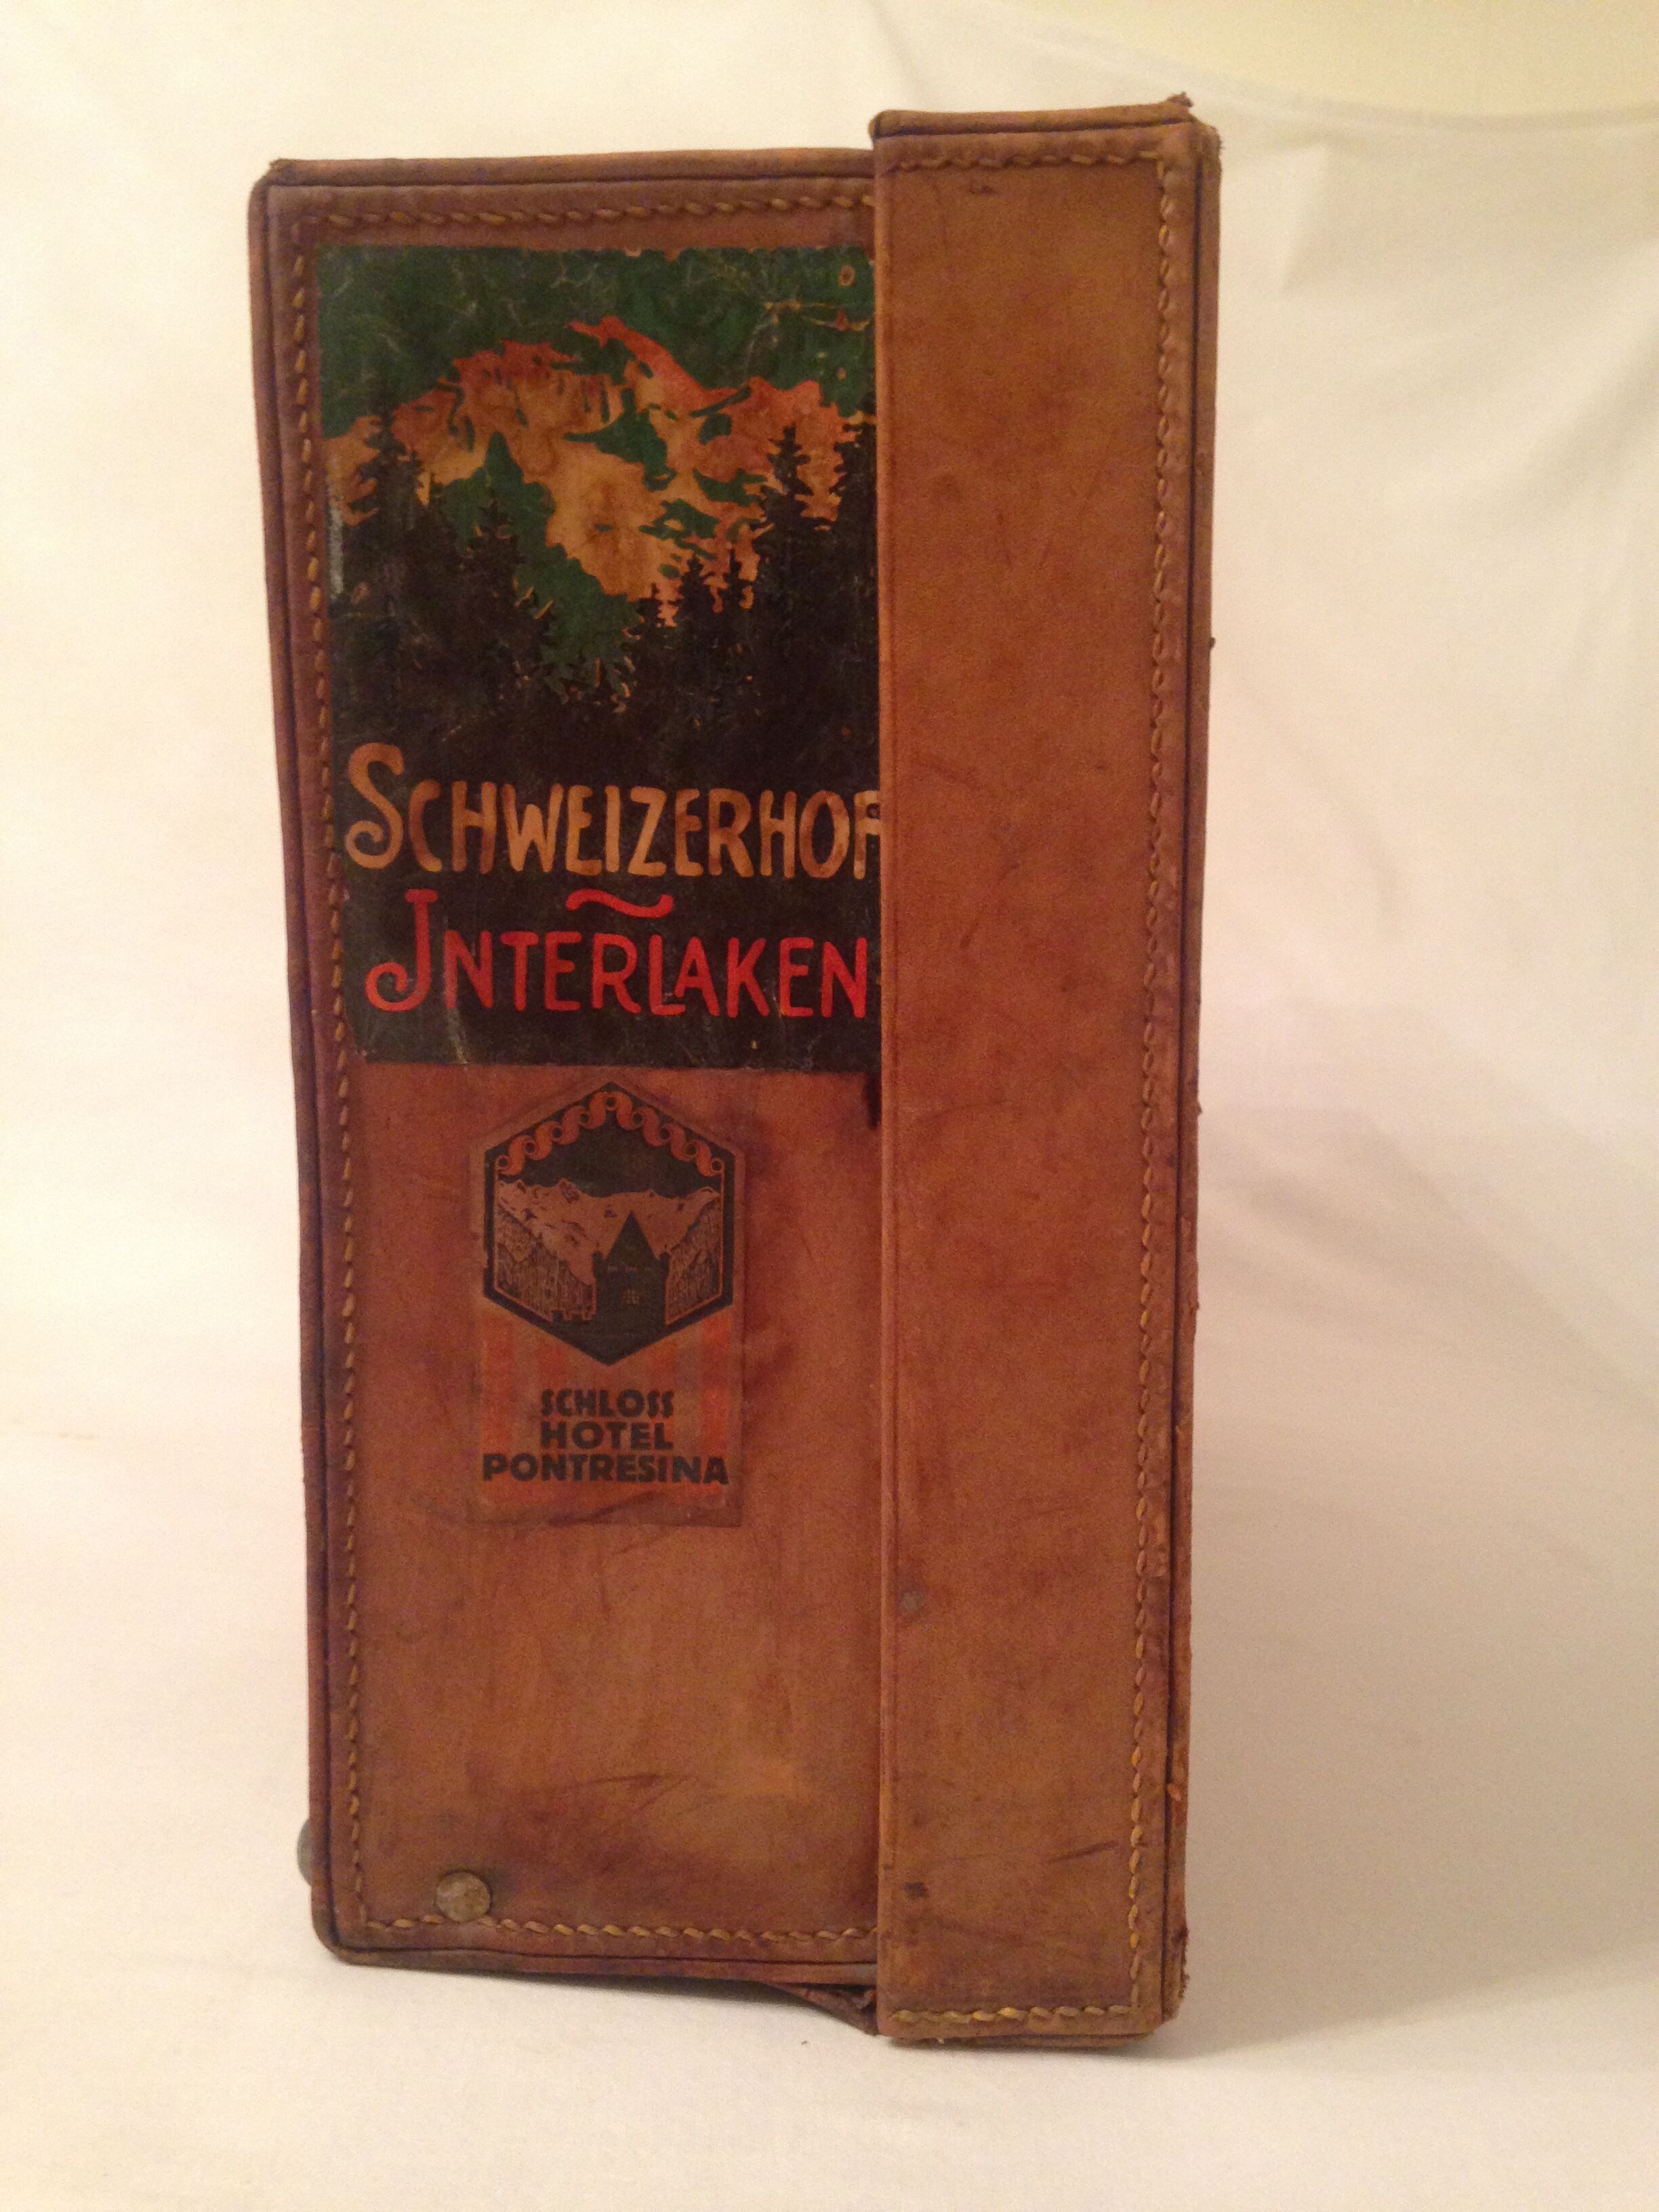 SCHWEIZERHOF
JNTERLAKEN
SCHLOSS
HOTEL
PONTRESINA